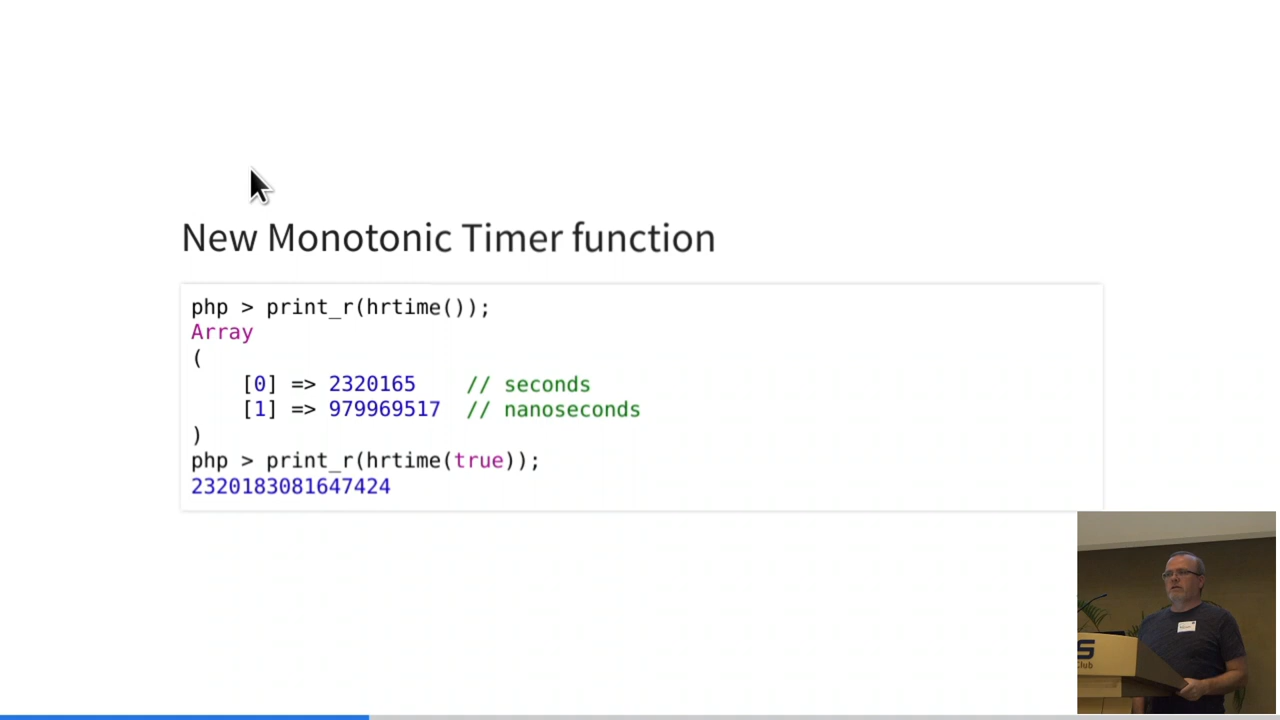 New Monotonic Timer function
php > print_r(hrtime());
Array
(
    [0] => 2320165    // seconds
    [1] => 979969517  // nanoseconds
)
php > print_r(hrtime(true));
2320183081647424
S
Club